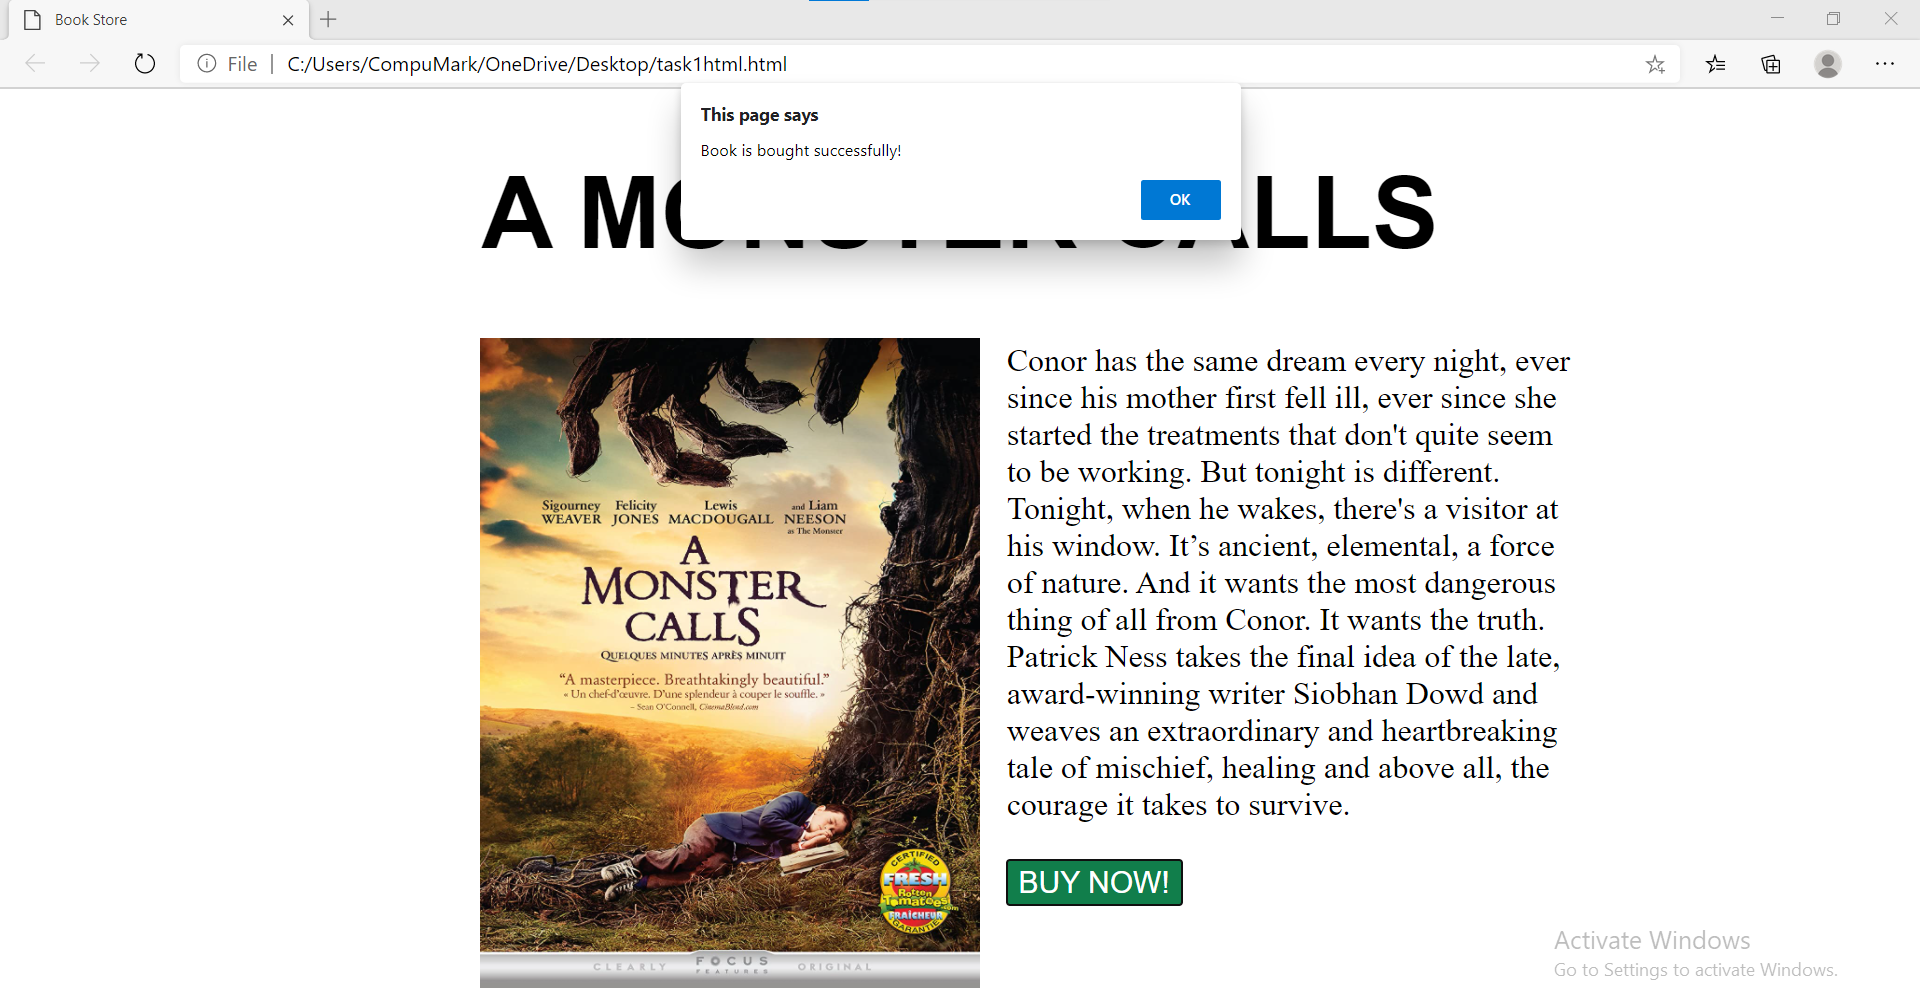 Book Store
File
C:/Users/CompuMark/OneDrive/Desktop/task1html.html
This page says
Book is bought successfully!
OK
A MONSTER CALLS
Sigourney WEAVER Felicity JONES Lewis MACDOUGALL and Liam NEESON
as The Monster
A
MONSTER
CALLS
QUELQUES MINUTES APRÈS MINUIT
“A masterpiece. Breathtakingly beautiful.”
« Un chef-d'œuvre. D'une splendeur à couper le souffle. »
– Sean O'Connell, CinemaBlend.com
CERTIFIED
FRESH
Rotten
Tomatoes.com
FRAÎCHEUR
GARANTIE
CLEARLY FOCUS FEATURES ORIGINAL
Conor has the same dream every night, ever
since his mother first fell ill, ever since she
started the treatments that don't quite seem
to be working. But tonight is different.
Tonight, when he wakes, there's a visitor at
his window. It’s ancient, elemental, a force
of nature. And it wants the most dangerous
thing of all from Conor. It wants the truth.
Patrick Ness takes the final idea of the late,
award-winning writer Siobhan Dowd and
weaves an extraordinary and heartbreaking
tale of mischief, healing and above all, the
courage it takes to survive.
BUY NOW!
Activate Windows
Go to Settings to activate Windows.